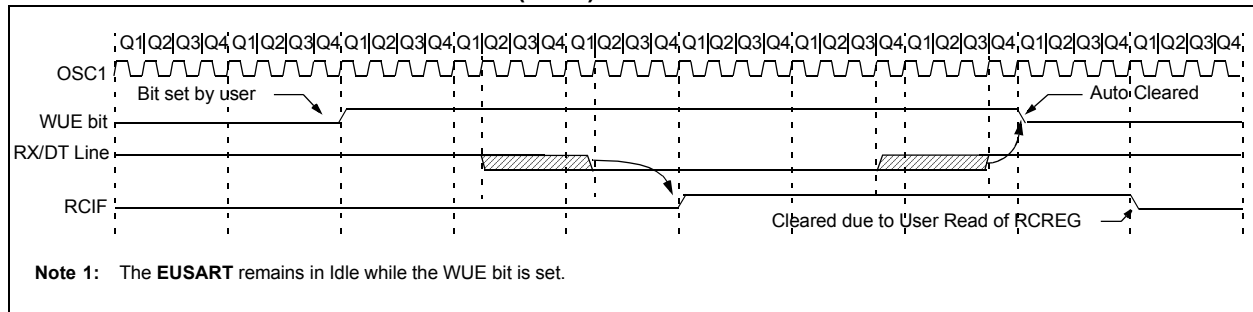 Q1|Q2|Q3|Q4|Q1|Q2|Q3|Q4|Q1|Q2|Q3|Q4|Q1|Q2|Q3|Q4|Q1|Q2|Q3|Q4|Q1|Q2|Q3|Q4|Q1|Q2|Q3|Q4|Q1|Q2|Q3|Q4|Q1|Q2|Q3|Q4|Q1|Q2|Q3|Q4
OSC1
Bit set by user
Auto Cleared
WUE bit
RX/DT Line
RCIF
Cleared due to User Read of RCREG
Note 1: The EUSART remains in Idle while the WUE bit is set.